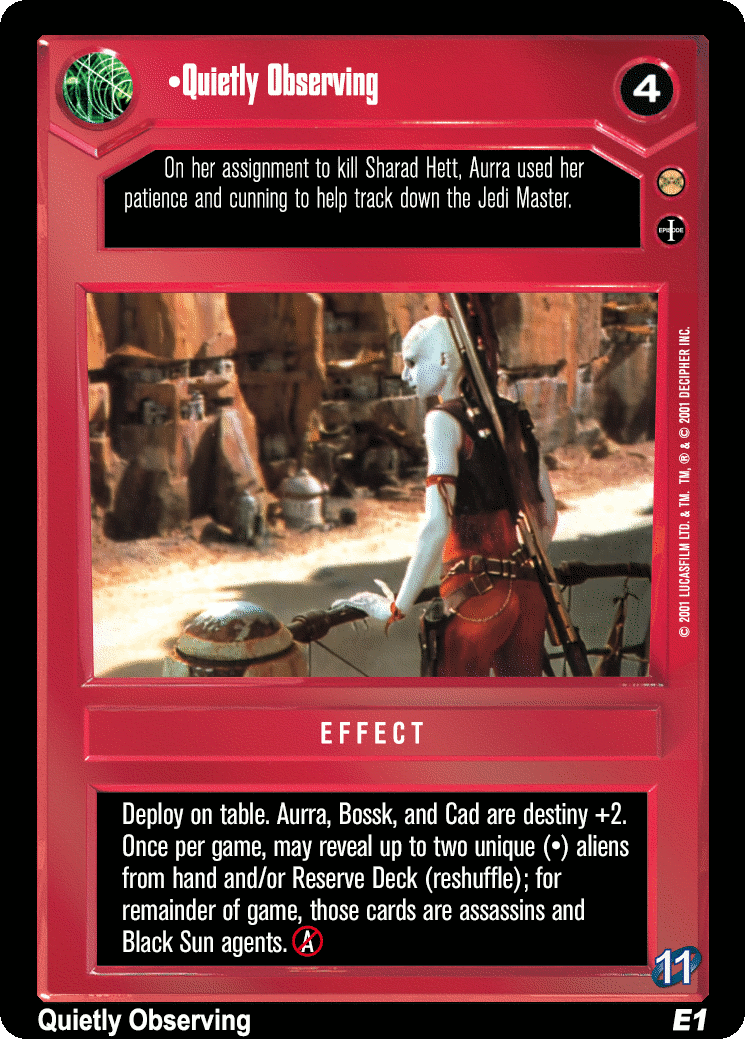 •Quietly Observing
4
On her assignment to kill Sharad Hett, Aurra used her
patience and cunning to help track down the Jedi Master.
EPISODE
I
© 2001 LUCASFILM LTD. & TM. TM, ® & © 2001 DECIPHER INC.
EFFECT
Deploy on table. Aurra, Bossk, and Cad are destiny +2.
Once per game, may reveal up to two unique (•) aliens
from hand and/or Reserve Deck (reshuffle); for
remainder of game, those cards are assassins and
Black Sun agents. A
11
Quietly Observing
E1